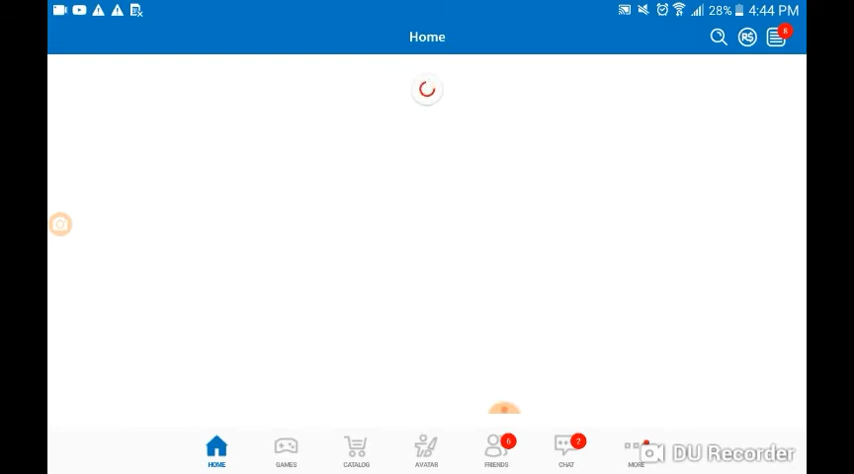 28% 4:44 PM
Home
R$ 8
6 2
HOME GAMES CATALOG AVATAR FRIENDS CHAT MORE
DU Recorder